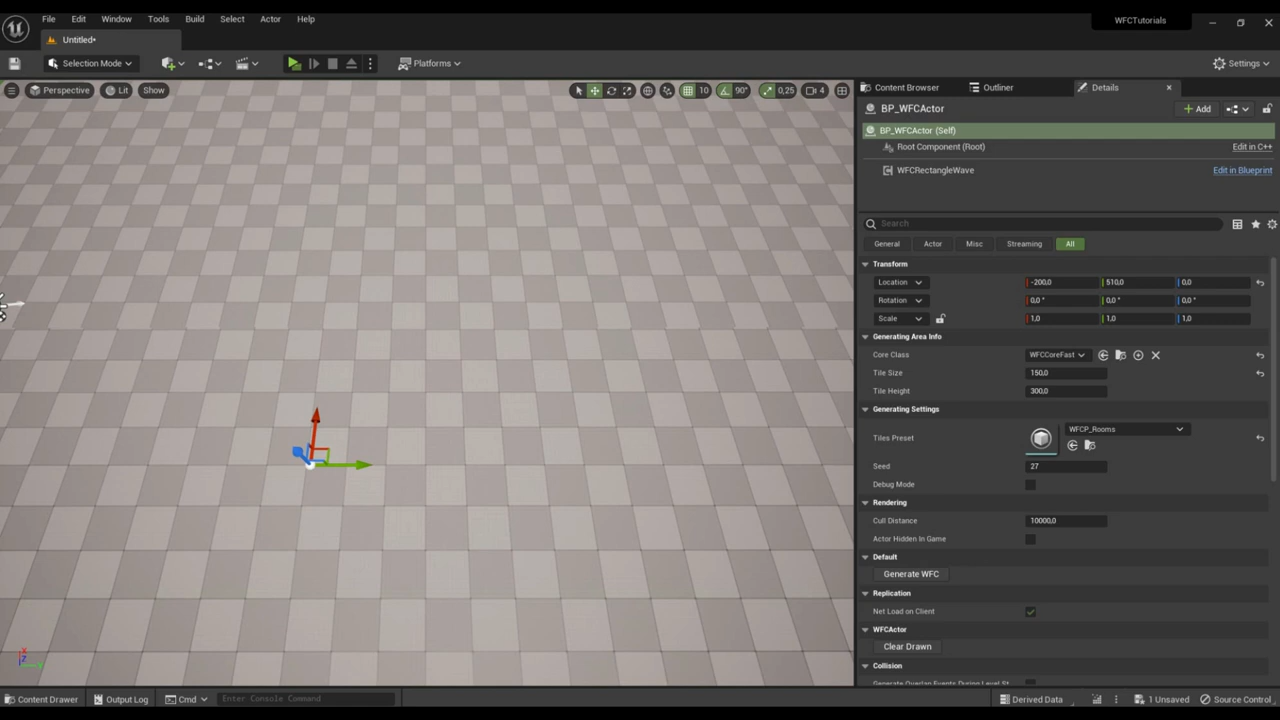 File Edit Window Tools Build Select Actor Help
WFCTutorials
Untitled*
Selection Mode
Platforms
Settings
Perspective Lit Show
10 90° 0,25 4
Content Browser Outliner Details
BP_WFCActor
Add
BP_WFCActor (Self)
Root Component (Root) Edit in C++
WFCRectangleWave Edit in Blueprint
Search
General Actor Misc Streaming All
Transform
Location -200,0 510,0 0,0
Rotation 0,0 ° 0,0 ° 0,0 °
Scale 1,0 1,0 1,0
Generating Area Info
Core Class WFCCoreFast
Tile Size 150,0
Tile Height 300,0
Generating Settings
Tiles Preset WFCP_Rooms
Seed 27
Debug Mode
Rendering
Cull Distance 10000,0
Actor Hidden In Game
Default
Generate WFC
Replication
Net Load on Client
WFCActor
Clear Drawn
Collision
Generate Overlap Events During Level St
X
Z
Y
Content Drawer Output Log Cmd Enter Console Command Derived Data 1 Unsaved Source Control